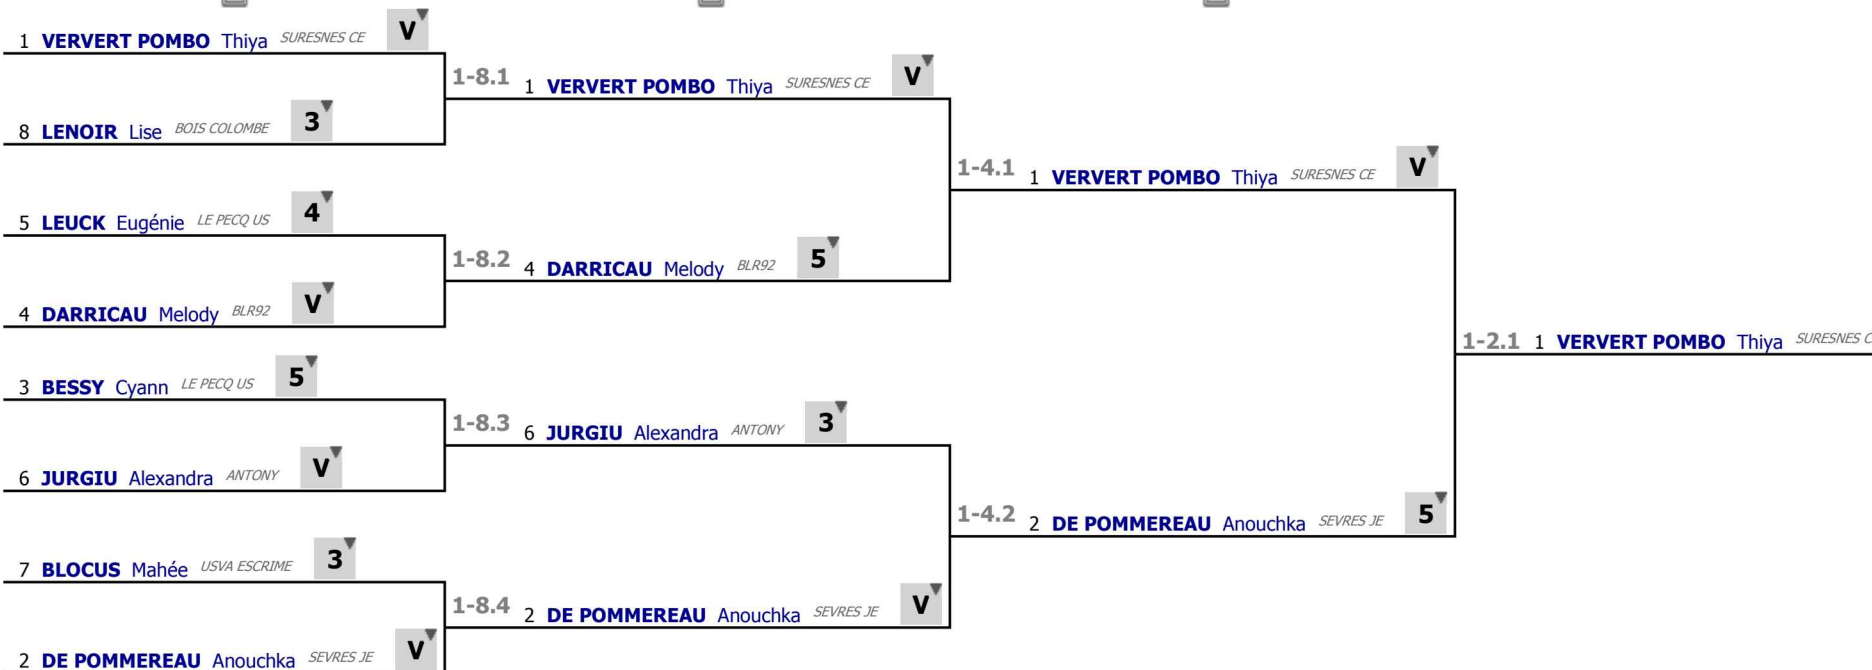 1 VERVERT POMBO Thiya SURESNES CE V
8 LENOIR Lise BOIS COLOMBE 3
5 LEUCK Eugénie LE PECQ US 4
4 DARRICAU Melody BLR92 V
3 BESSY Cyann LE PECQ US 5
6 JURGIU Alexandra ANTONY V
7 BLOCUS Mahée USVA ESCRIME 3
2 DE POMMEREAU Anouchka SEVRES JE V
1-8.1 1 VERVERT POMBO Thiya SURESNES CE V
1-8.2 4 DARRICAU Melody BLR92 5
1-8.3 6 JURGIU Alexandra ANTONY 3
1-8.4 2 DE POMMEREAU Anouchka SEVRES JE V
1-4.1 1 VERVERT POMBO Thiya SURESNES CE V
1-4.2 2 DE POMMEREAU Anouchka SEVRES JE 5
1-2.1 1 VERVERT POMBO Thiya SURESNES